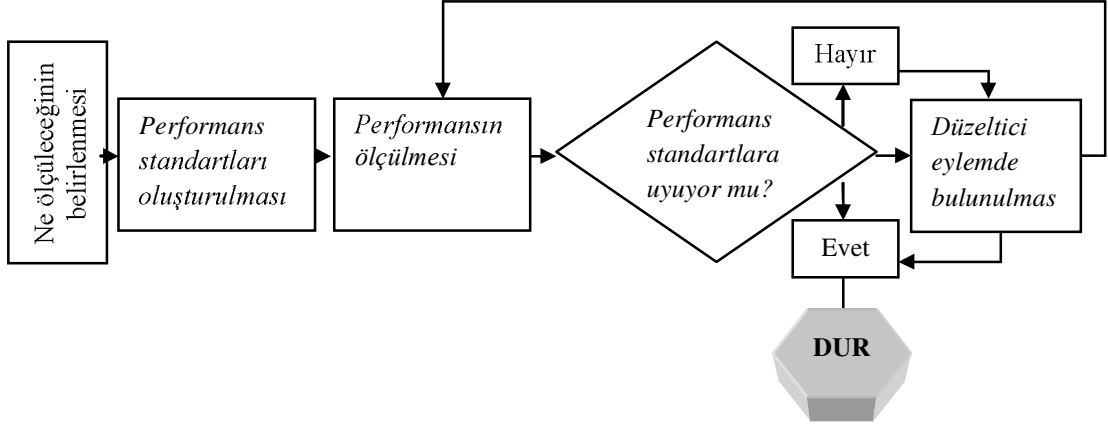 Ne ölçüleceğinin
belirlenmesi
Performans
standartları
oluşturulması
Performansın
ölçülmesi
Performans
standartlara
uyuyor mu?
Hayır
Evet
Düzeltici
eylemde
bulunulmas
DUR